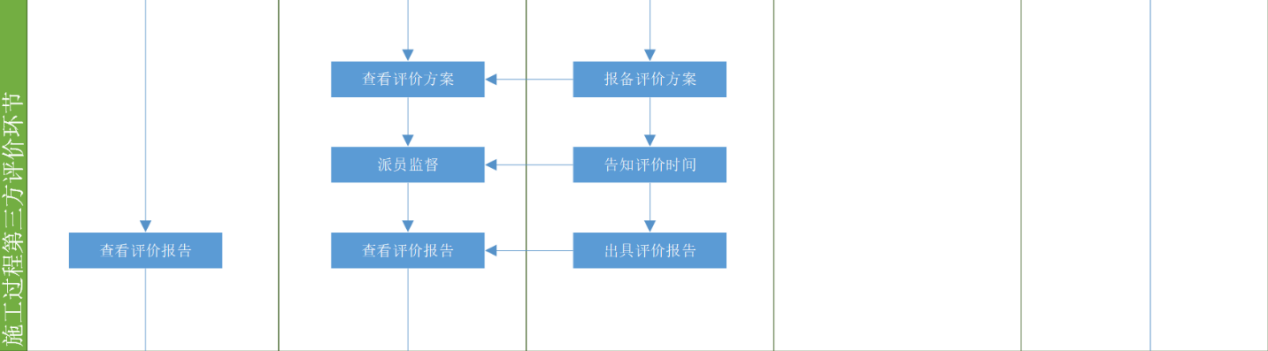 施工过程第三方评价环节
查看评价方案
报备评价方案
派员监督
告知评价时间
查看评价报告
查看评价报告
出具评价报告